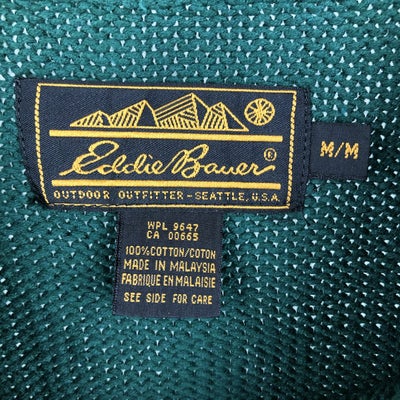 Eddie Bauer®
OUTDOOR OUTFITTER-SEATTLE, U.S.A.
M/M
WPL 9647
CA 00665
100% COTTON/COTON
MADE IN MALAYSIA
FABRIQUE EN MALAISIE
SEE SIDE FOR CARE